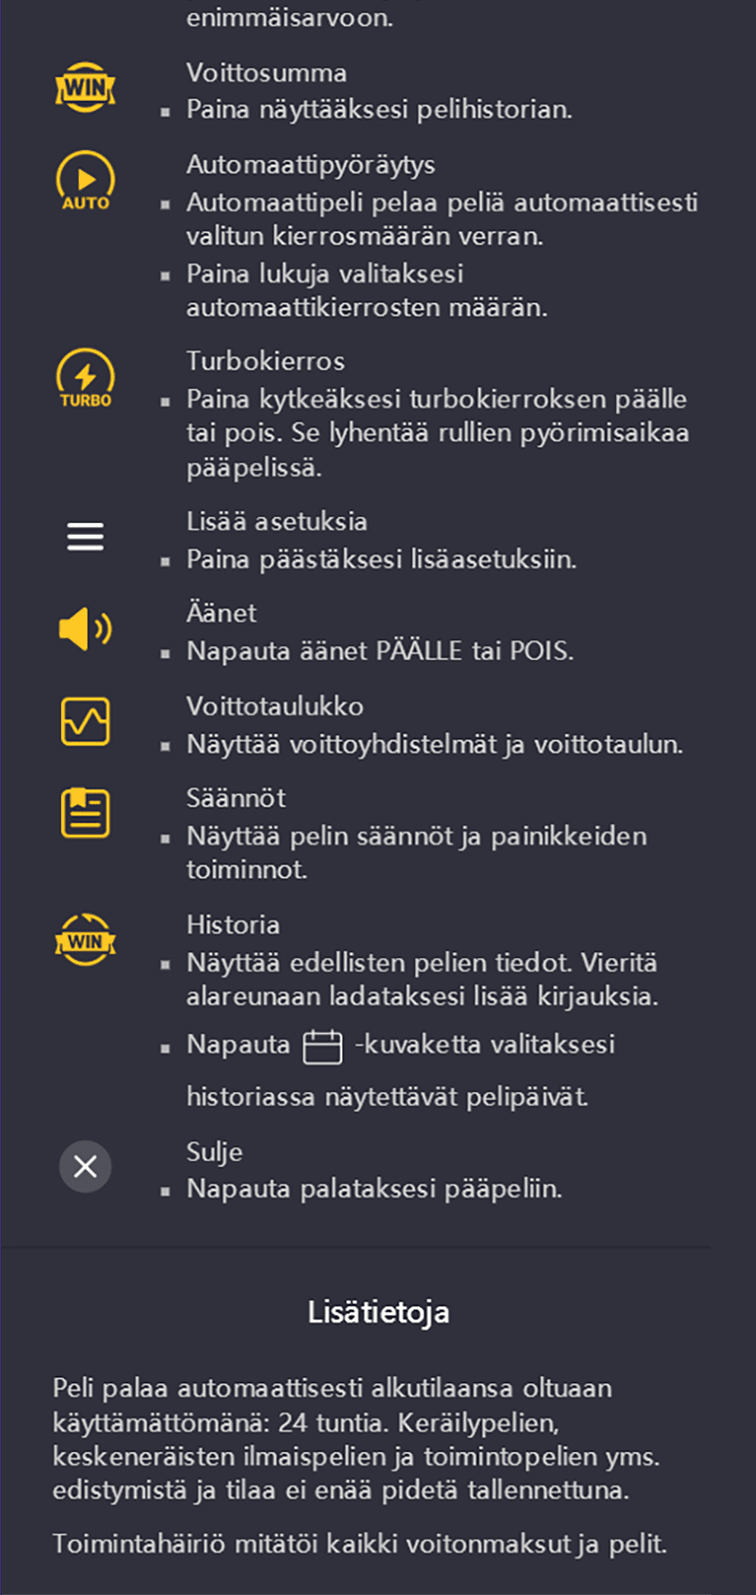 enimmäisarvoon.
WIN
Voittosumma
▪ Paina näyttääksesi pelihistorian.
AUTO
Automaattipyöräytys
▪ Automaattipeli pelaa peliä automaattisesti
valitun kierrosmäärän verran.
▪ Paina lukuja valitaksesi
automaattikierrosten määrän.
TURBO
Turbokierros
▪ Paina kytkeäksesi turbokierroksen päälle
tai pois. Se lyhentää rullien pyörimisaikaa
pääpelissä.
Lisää asetuksia
▪ Paina päästäksesi lisäasetuksiin.
Äänet
▪ Napauta äänet PÄÄLLE tai POIS.
Voittotaulukko
▪ Näyttää voittoyhdistelmät ja voittotaulun.
Säännöt
▪ Näyttää pelin säännöt ja painikkeiden
toiminnot.
WIN
Historia
▪ Näyttää edellisten pelien tiedot. Vieritä
alareunaan ladataksesi lisää kirjauksia.
▪ Napauta -kuvaketta valitaksesi
historiassa näytettävät pelipäivät.
Sulje
▪ Napauta palataksesi pääpeliin.
Lisätietoja
Peli palaa automaattisesti alkutilaansa oltuaan
käyttämättömänä: 24 tuntia. Keräilypelien,
keskeneräisten ilmaispelien ja toimintopelien yms.
edistymistä ja tilaa ei enää pidetä tallennettuna.
Toimintahäiriö mitätöi kaikki voitonmaksut ja pelit.